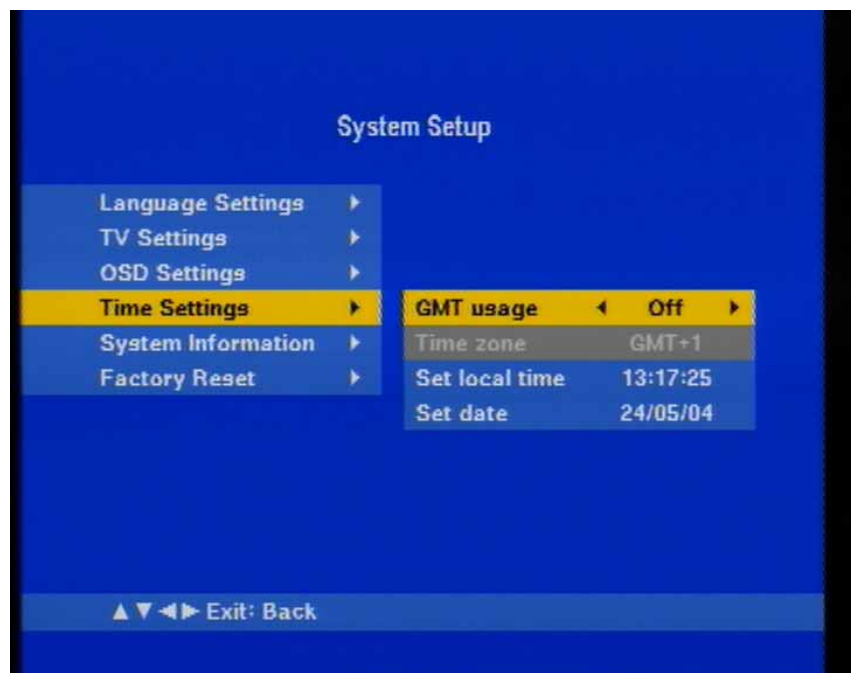 System Setup
Language Settings
TV Settings
OSD Settings
Time Settings
System Information
Factory Reset
GMT usage ◀ Off ▶
Time zone GMT+1
Set local time 13:17:25
Set date 24/05/04
▲▼◀▶ Exit: Back